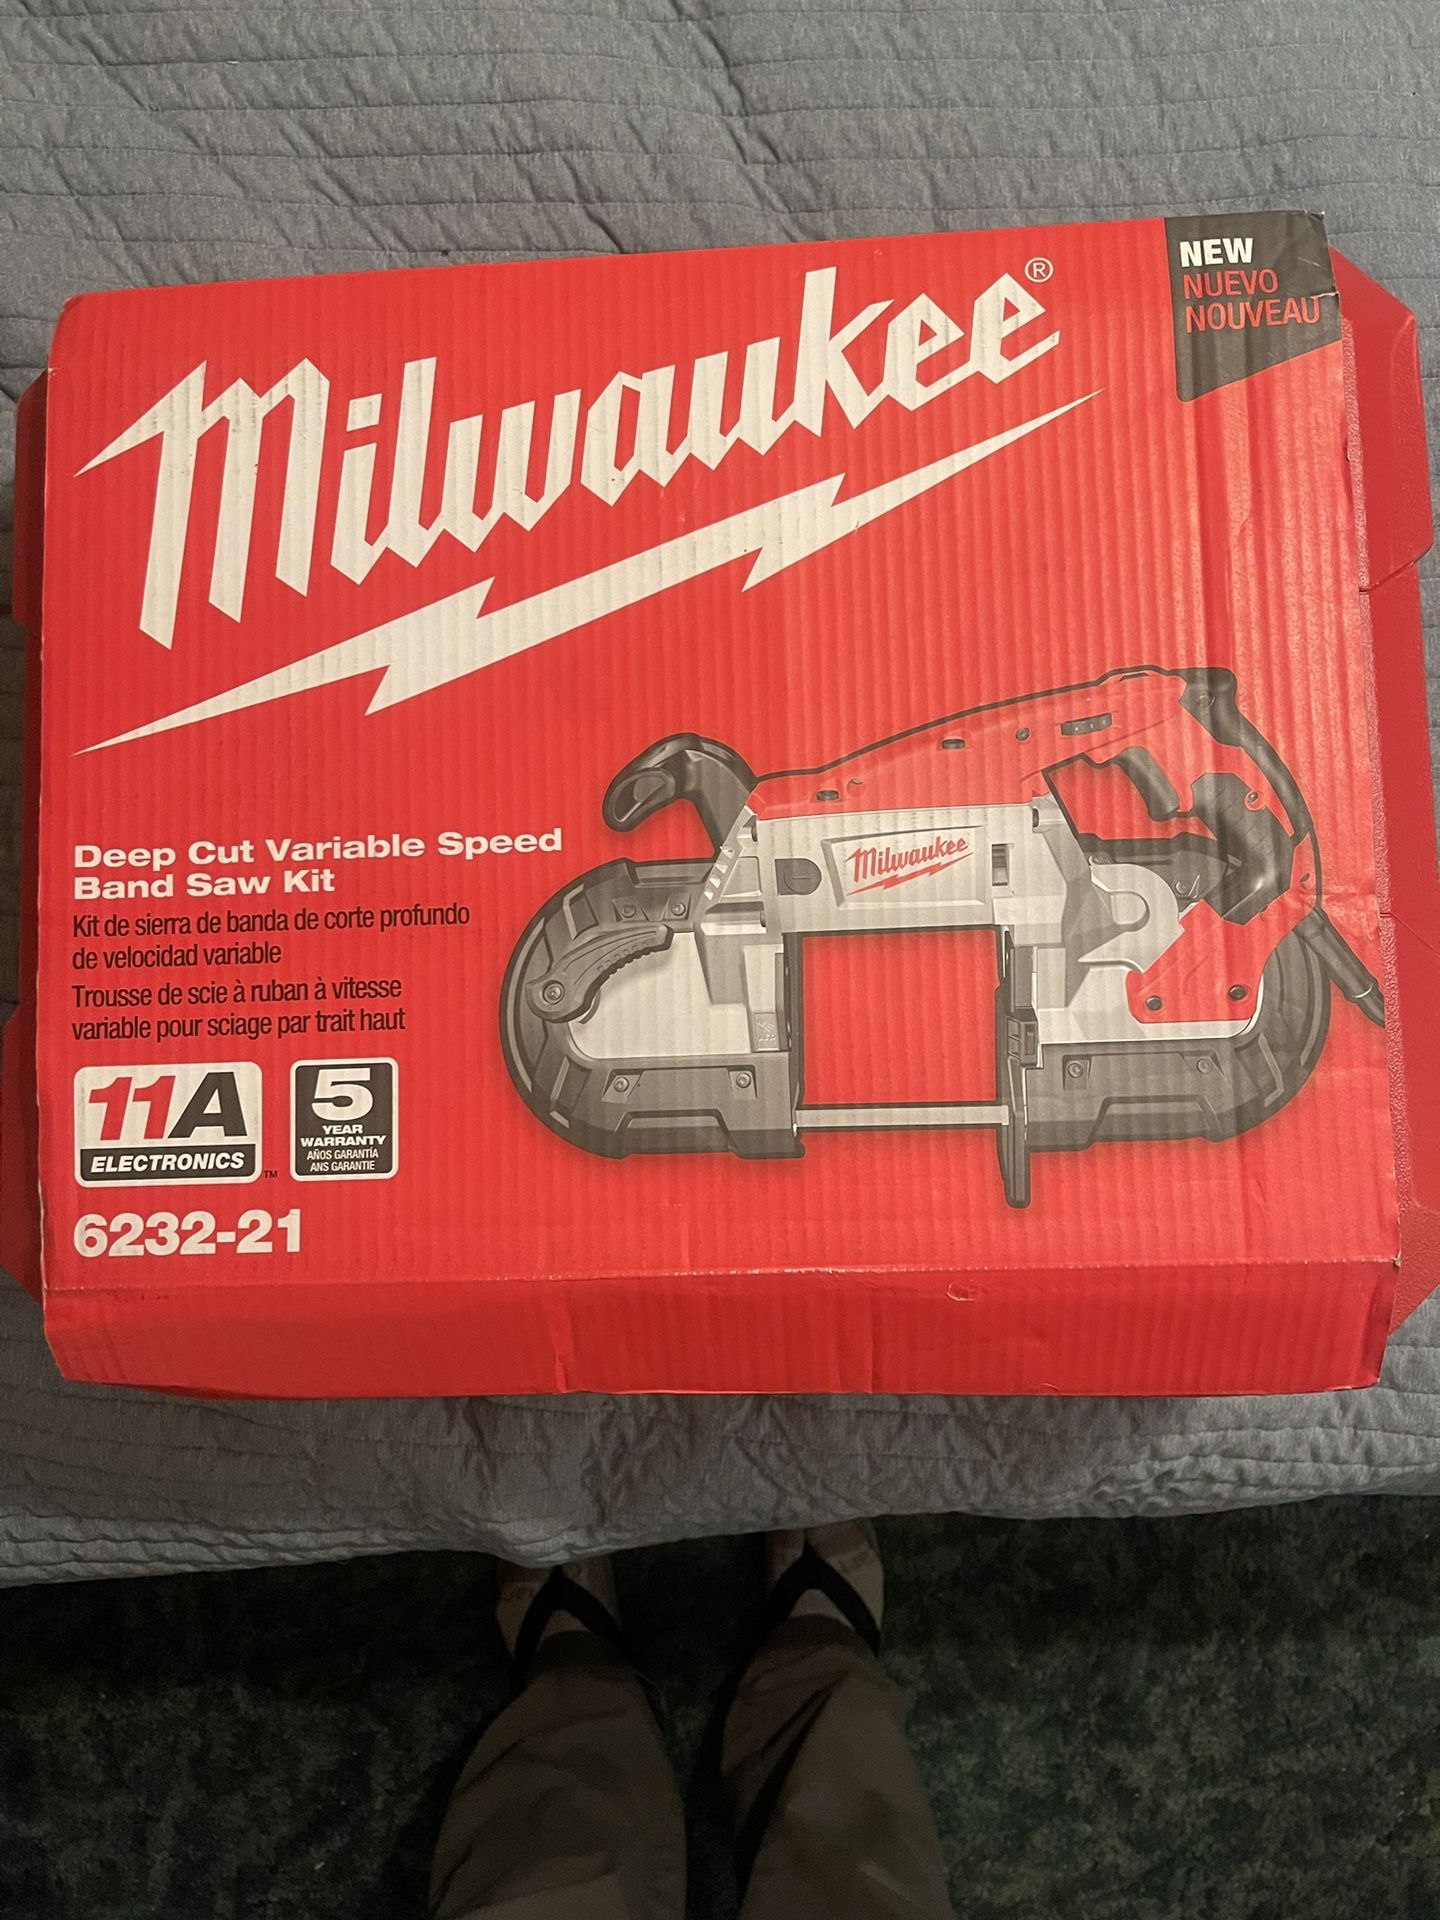 Milwaukee®
NEW
NUEVO
NOUVEAU
Milwaukee
Deep Cut Variable Speed
Band Saw Kit
Kit de sierra de banda de corte profundo
de velocidad variable
Trousse de scie à ruban à vitesse
variable pour sciage par trait haut
11A
ELECTRONICS™
5
YEAR
WARRANTY
AÑOS GARANTÍA
ANS GARANTIE
6232-21